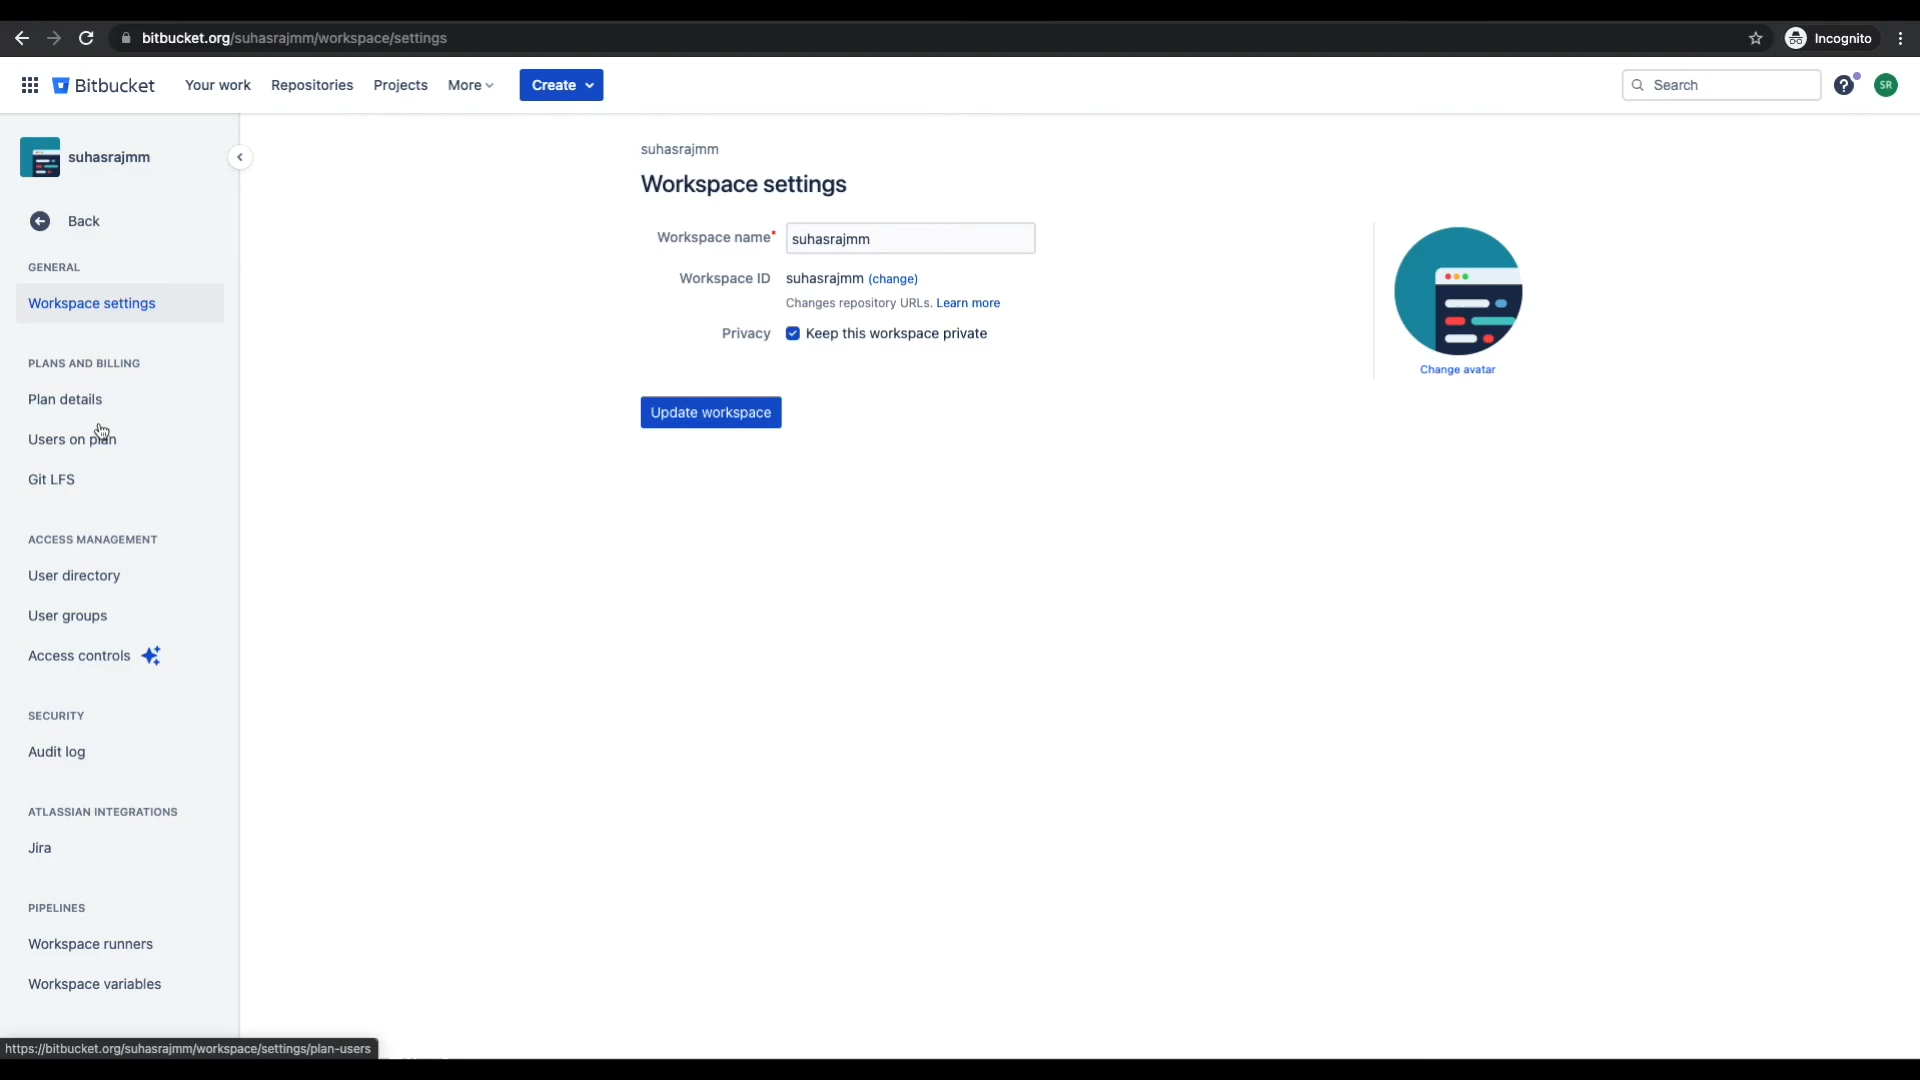 bitbucket.org/suhasrajmm/workspace/settings
Incognito
Bitbucket
Your work
Repositories
Projects
More
Create
Search
?
SR
suhasrajmm
Back
GENERAL
Workspace settings
PLANS AND BILLING
Plan details
Users on plan
Git LFS
ACCESS MANAGEMENT
User directory
User groups
Access controls
SECURITY
Audit log
ATLASSIAN INTEGRATIONS
Jira
PIPELINES
Workspace runners
Workspace variables
https://bitbucket.org/suhasrajmm/workspace/settings/plan-users
suhasrajmm
Workspace settings
Workspace name* suhasrajmm
Workspace ID suhasrajmm (change)
Changes repository URLs. Learn more
Privacy Keep this workspace private
Update workspace
Change avatar